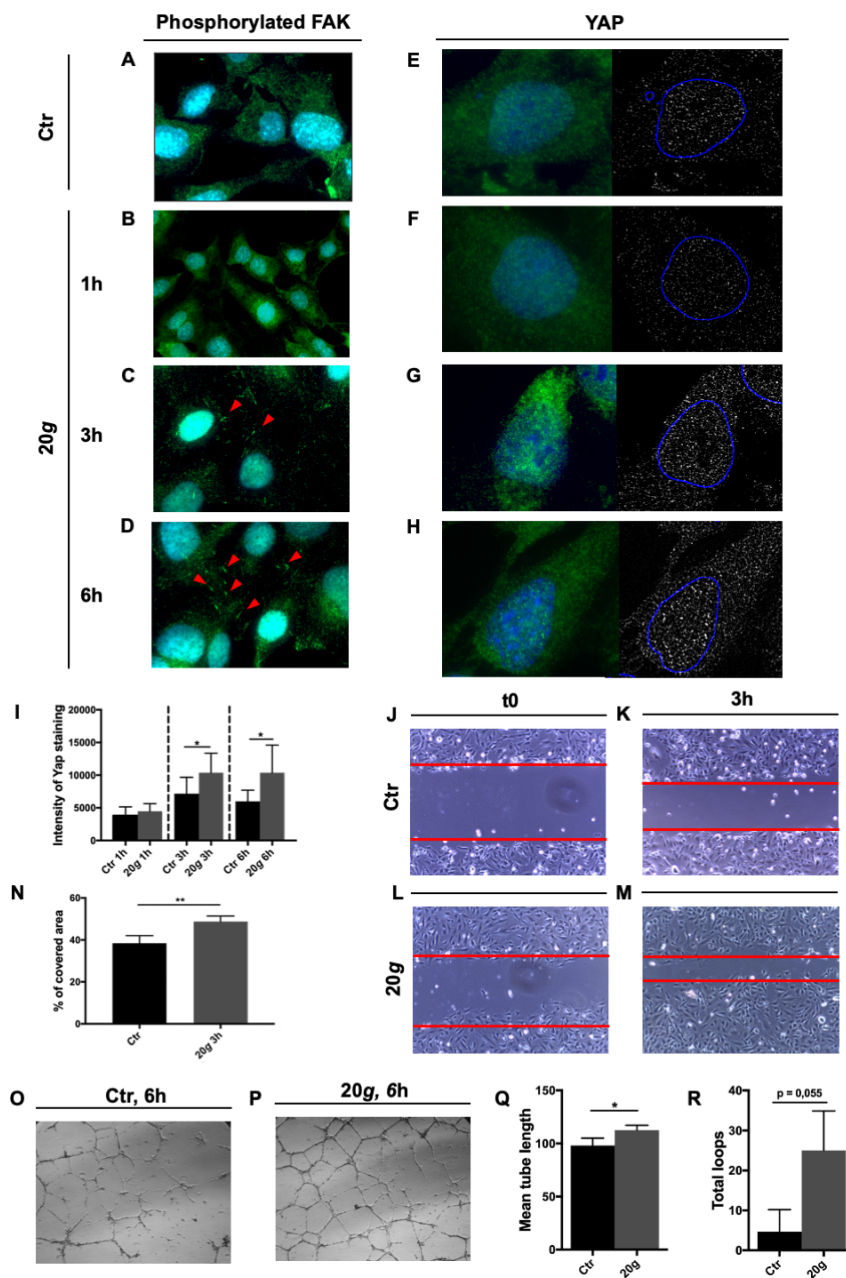 Phosphorylated FAK
YAP
Ctr
A
E
20g
1h
B
F
3h
C
G
6h
D
H
I
Intensity of Yap staining
20000
15000
10000
5000
0
*
*
Ctr 1h
20g 1h
Ctr 3h
20g 3h
Ctr 6h
20g 6h
t0
3h
J
K
Ctr
L
M
20g
N
% of covered area
60
40
20
0
**
Ctr
20g 3h
O
Ctr, 6h
P
20g, 6h
Q
Mean tube length
150
100
50
0
*
Ctr
20g
R
Total loops
40
30
20
10
0
p = 0,055
Ctr
20g